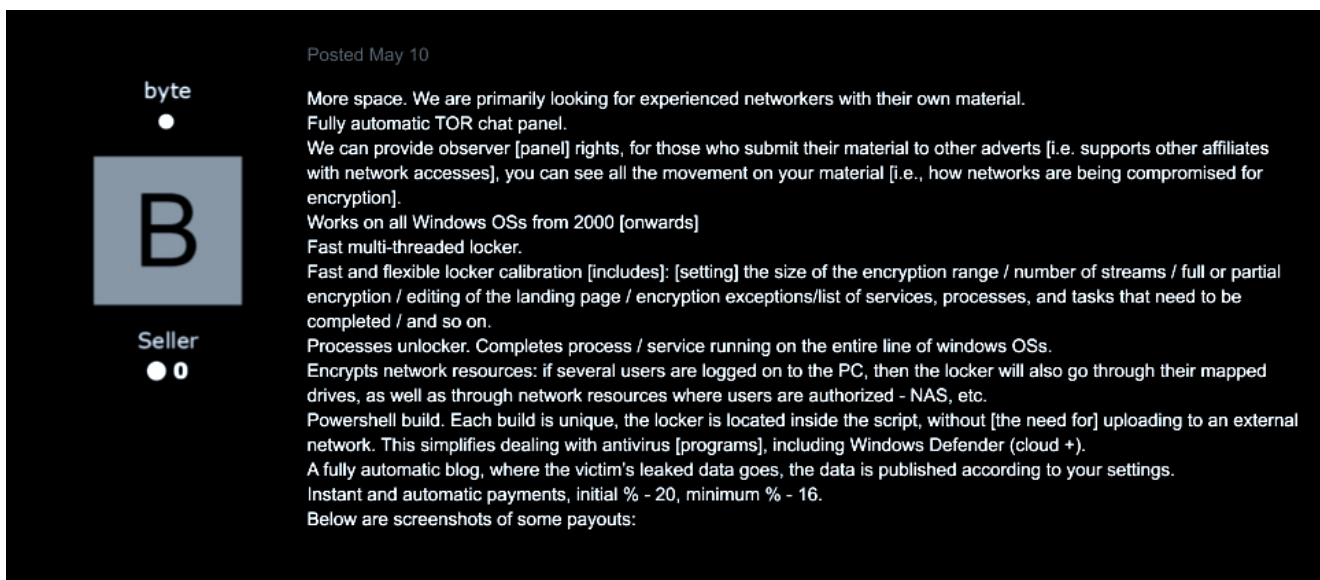 Posted May 10
byte
More space. We are primarily looking for experienced networkers with their own material.
Fully automatic TOR chat panel.
We can provide observer [panel] rights, for those who submit their material to other adverts [i.e. supports other affiliates
with network accesses], you can see all the movement on your material [i.e., how networks are being compromised for
encryption].
Works on all Windows OSs from 2000 [onwards]
Fast multi-threaded locker.
Fast and flexible locker calibration [includes]: [setting] the size of the encryption range / number of streams / full or partial
encryption / editing of the landing page / encryption exceptions/list of services, processes, and tasks that need to be
completed / and so on.
Processes unlocker. Completes process / service running on the entire line of windows OSs.
Encrypts network resources: if several users are logged on to the PC, then the locker will also go through their mapped
drives, as well as through network resources where users are authorized - NAS, etc.
Powershell build. Each build is unique, the locker is located inside the script, without [the need for] uploading to an external
network. This simplifies dealing with antivirus [programs], including Windows Defender (cloud +).
A fully automatic blog, where the victim's leaked data goes, the data is published according to your settings.
Instant and automatic payments, initial % - 20, minimum % - 16.
Below are screenshots of some payouts:
B
Seller
0